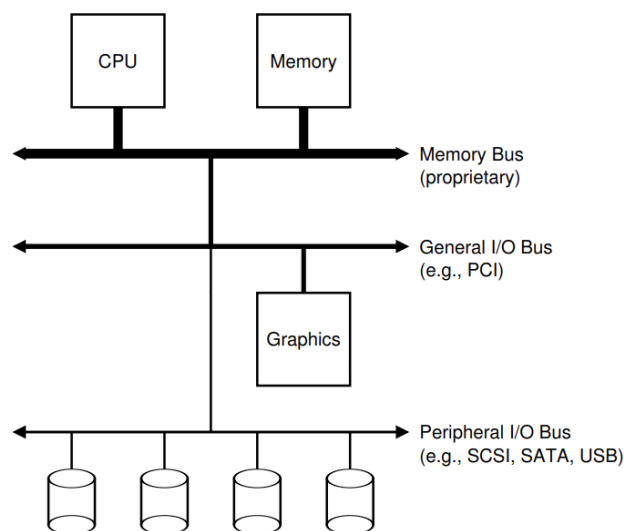 CPU
Memory
Memory Bus
(proprietary)
General I/O Bus
(e.g., PCI)
Graphics
Peripheral I/O Bus
(e.g., SCSI, SATA, USB)